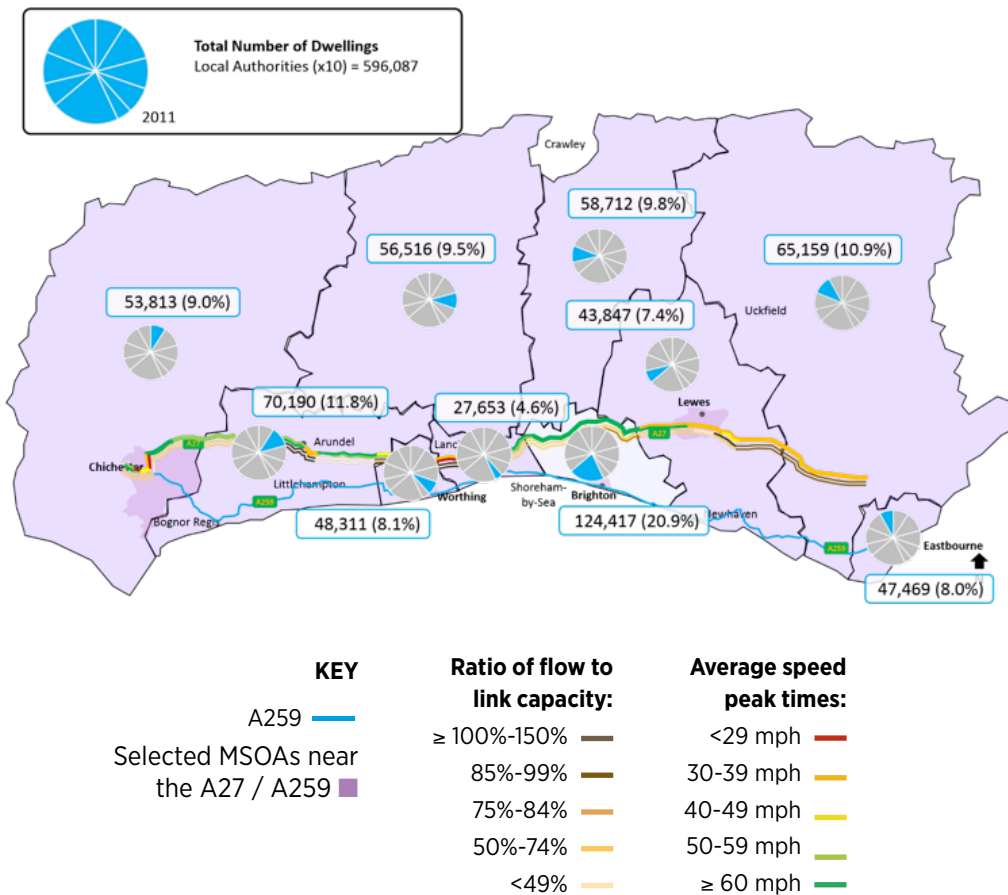 Total Number of Dwellings
Local Authorities (x10) = 596,087
2011
Crawley
58,712 (9.8%)
56,516 (9.5%)
65,159 (10.9%)
53,813 (9.0%)
43,847 (7.4%)
Uckfield
70,190 (11.8%)
27,653 (4.6%)
Lewes
A27
A27
Arundel
Lanc
Chichester
Littlehampton
Worthing
Shoreham-
by-Sea
Brighton
A259
Bognor Regis
48,311 (8.1%)
124,417 (20.9%)
A259
Eastbourne
47,469 (8.0%)
KEY
A259
Selected MSOAs near
the A27 / A259
Ratio of flow to
link capacity:
≥ 100%-150%
85%-99%
75%-84%
50%-74%
<49%
Average speed
peak times:
<29 mph
30-39 mph
40-49 mph
50-59 mph
≥ 60 mph